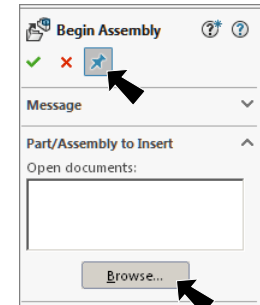 Begin Assembly
Message
Part/Assembly to Insert
Open documents:
Browse...